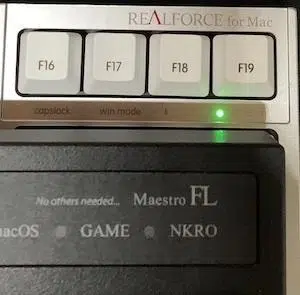 REALFORCE for Mac
F16 F17 F18 F19
capslock win mode
No others needed... Maestro FL
acOS GAME NKRO